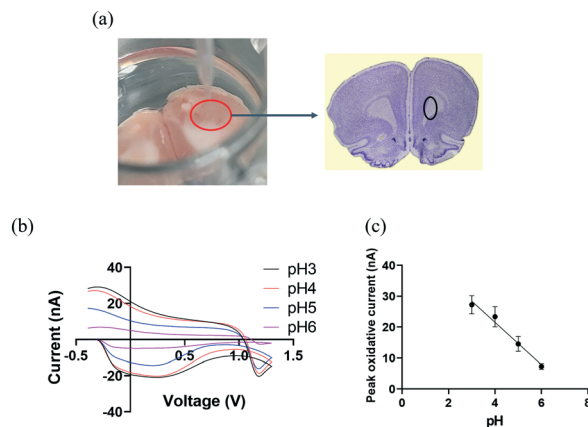 (a)
(b)
(c)
40
20
0
-20
-40
-0.5
0.5
1.0
1.5
Current (nA)
Voltage (V)
pH3
pH4
pH5
pH6
Peak oxidative current (nA)
40
30
20
10
0
0
2
4
6
8
pH